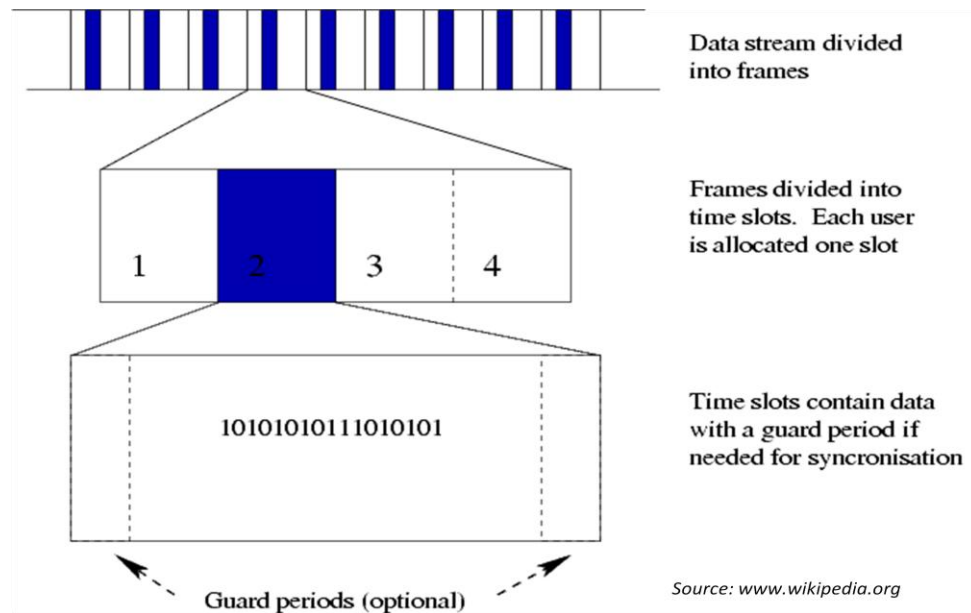 Data stream divided
into frames
Frames divided into
time slots.  Each user
is allocated one slot
1 2 3 4
Time slots contain data
with a guard period if
needed for syncronisation
10101010111010101
Guard periods (optional)
Source: www.wikipedia.org